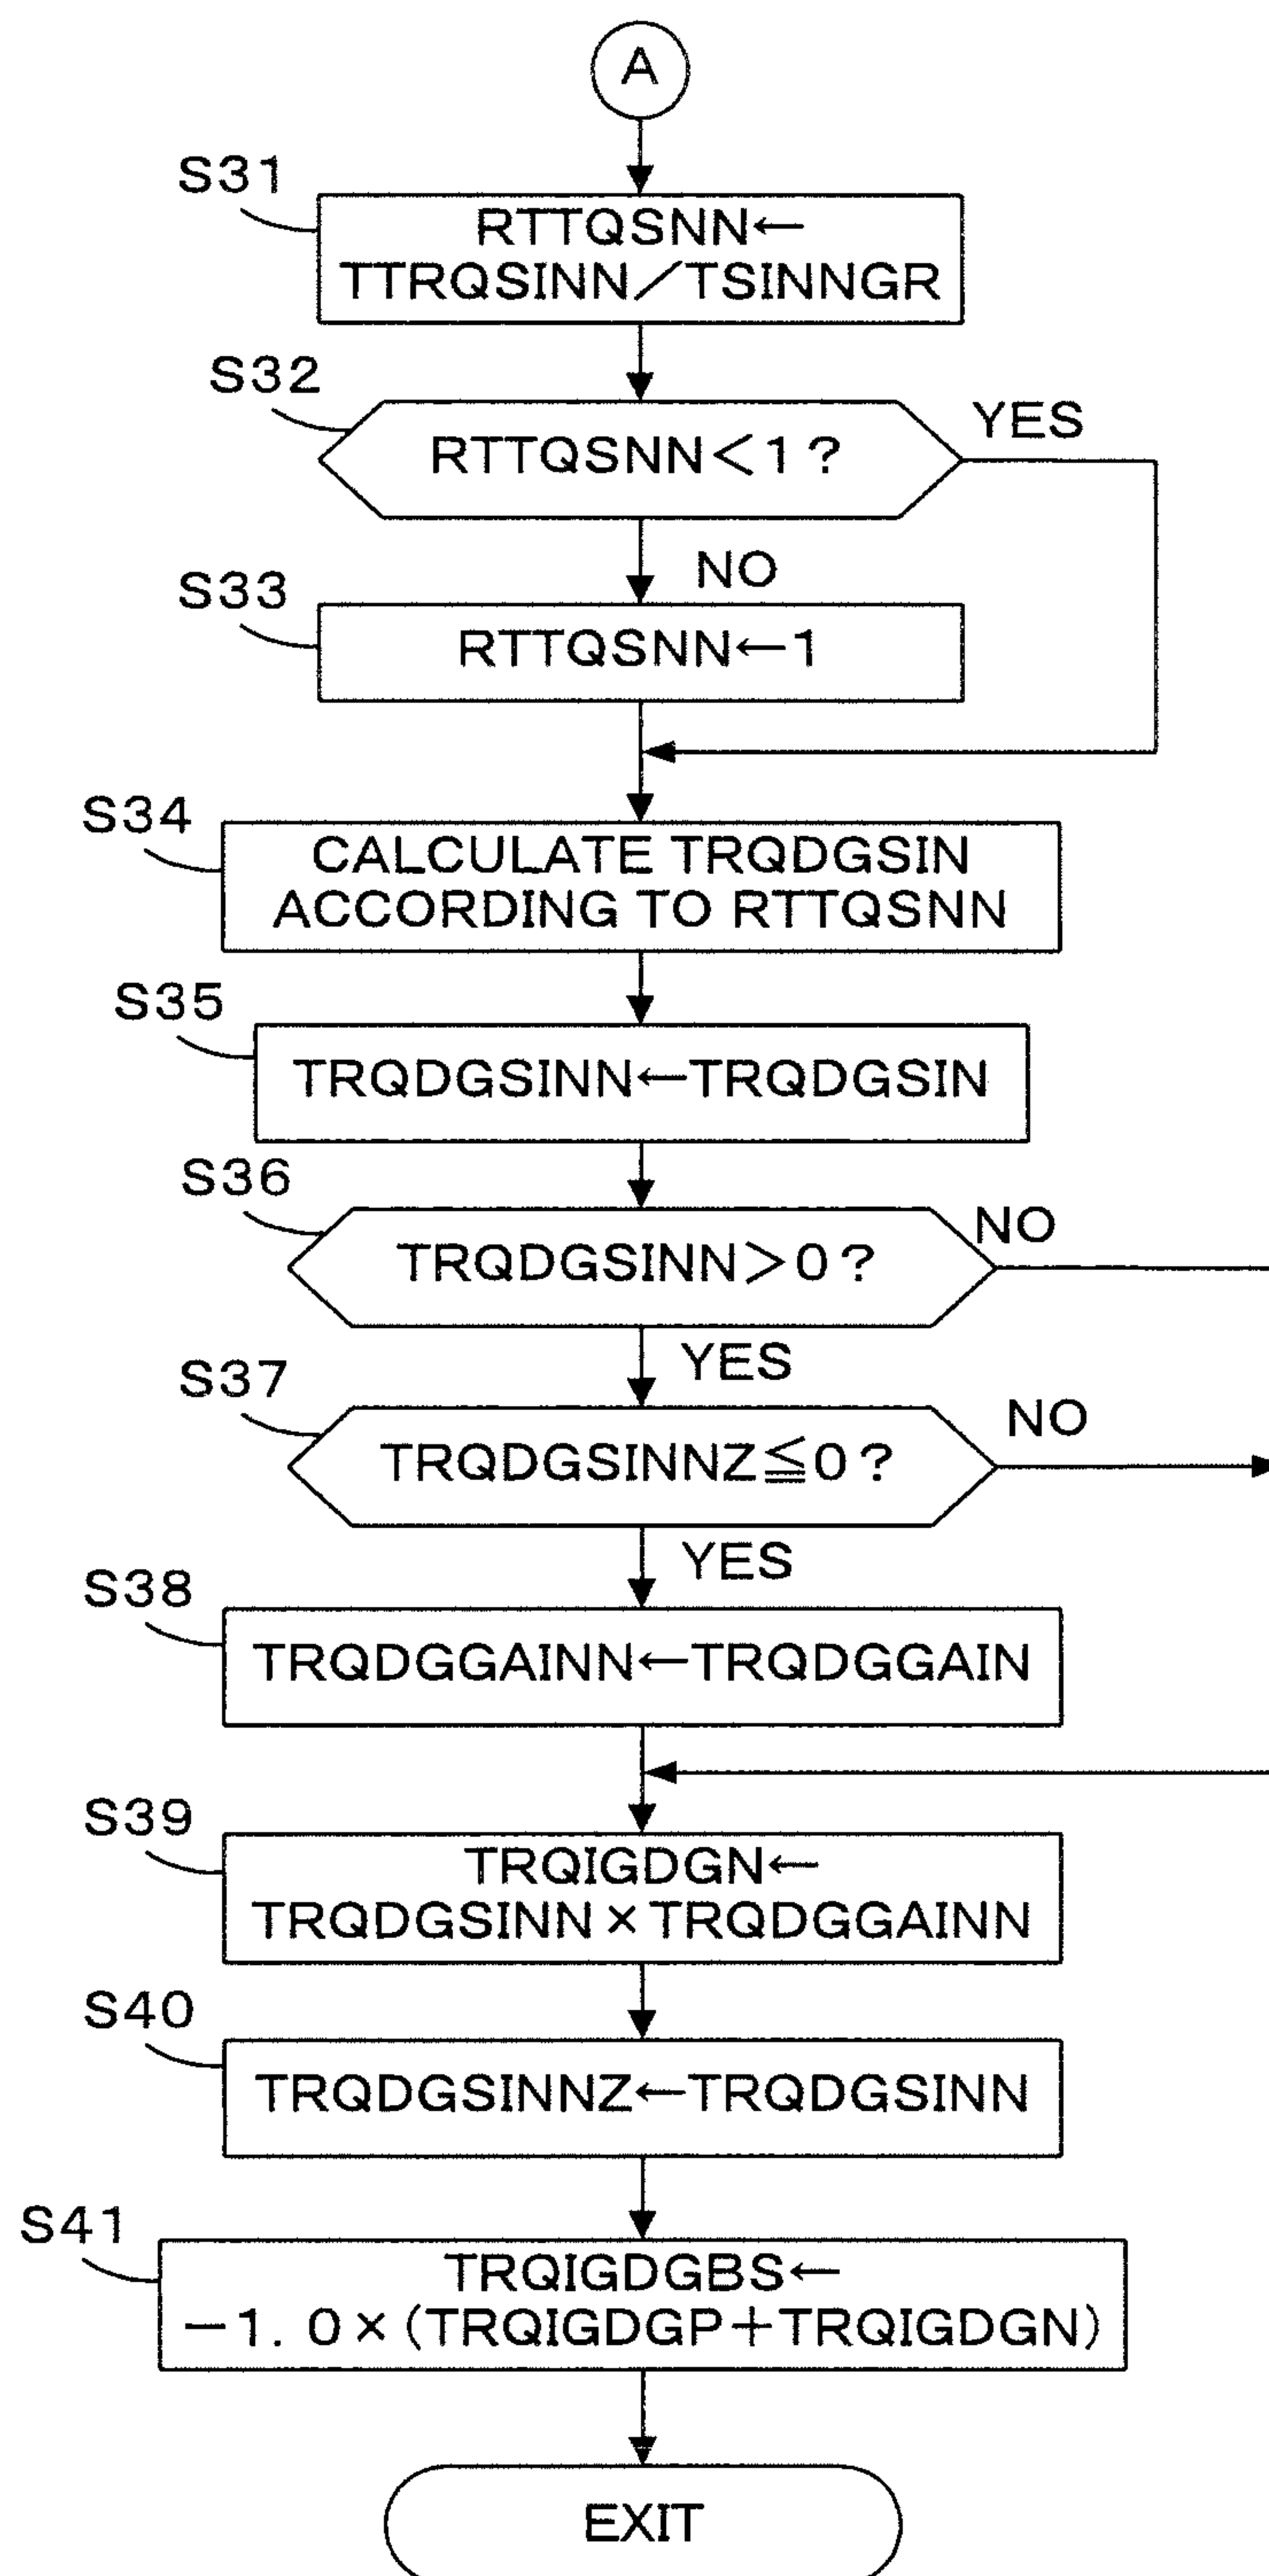 A
S31
RTTQSNN←
TTRQSINN／TSINNGR
S32
RTTQSNN＜1？
YES
NO
S33
RTTQSNN←1
S34
CALCULATE TRQDGSIN
ACCORDING TO RTTQSNN
S35
TRQDGSINN←TRQDGSIN
S36
TRQDGSINN＞0？
NO
YES
S37
TRQDGSINNZ≦0？
NO
YES
S38
TRQDGGAINN←TRQDGGAIN
S39
TRQIGDGN←
TRQDGSINN×TRQDGGAINN
S40
TRQDGSINNZ←TRQDGSINN
S41
TRQIGDGBS←
−1.0×(TRQIGDGP＋TRQIGDGN)
EXIT